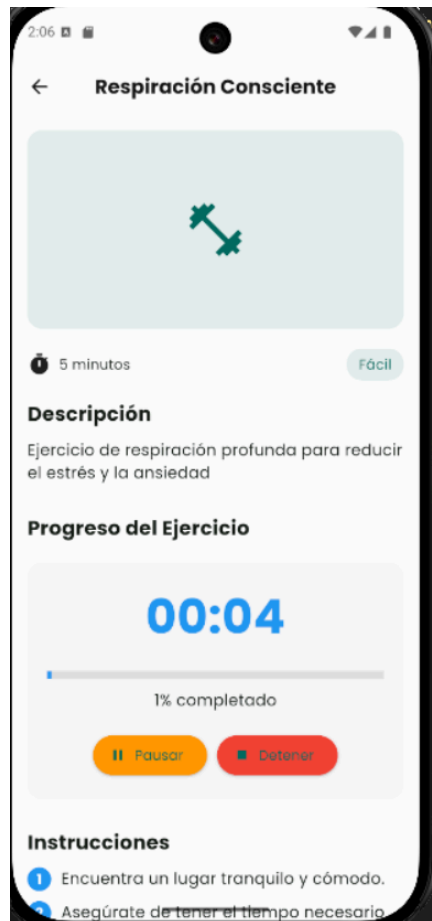 2:06
Respiración Consciente
5 minutos
Fácil
Descripción
Ejercicio de respiración profunda para reducir
el estrés y la ansiedad
Progreso del Ejercicio
00:04
1% completado
Pausar
Detener
Instrucciones
1 Encuentra un lugar tranquilo y cómodo.
2 Asegúrate de tener el tiempo necesario